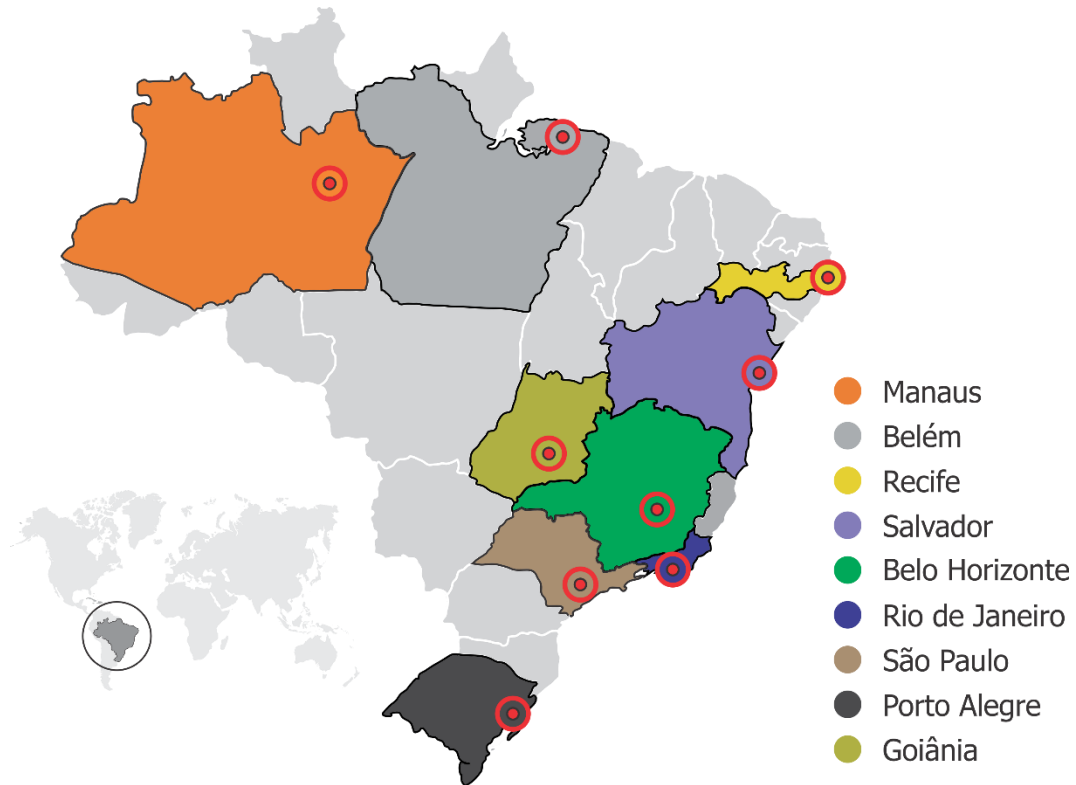 Manaus
Belém
Recife
Salvador
Belo Horizonte
Rio de Janeiro
São Paulo
Porto Alegre
Goiânia